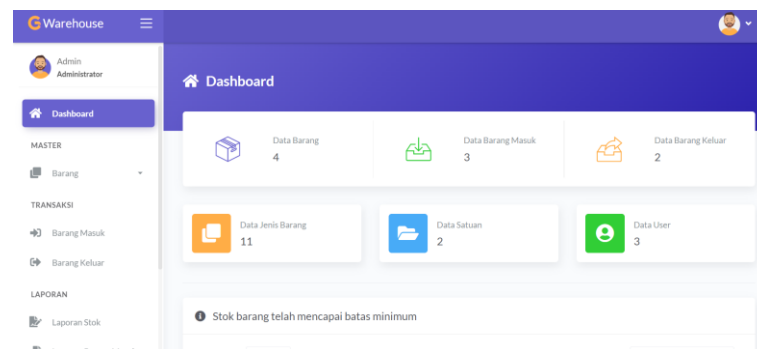 G Warehouse
Admin
Administrator
Dashboard
MASTER
Barang
TRANSAKSI
Barang Masuk
Barang Keluar
LAPORAN
Laporan Stok
Dashboard
Data Barang
4
Data Barang Masuk
3
Data Barang Keluar
2
Data Jenis Barang
11
Data Satuan
2
Data User
3
Stok barang telah mencapai batas minimum